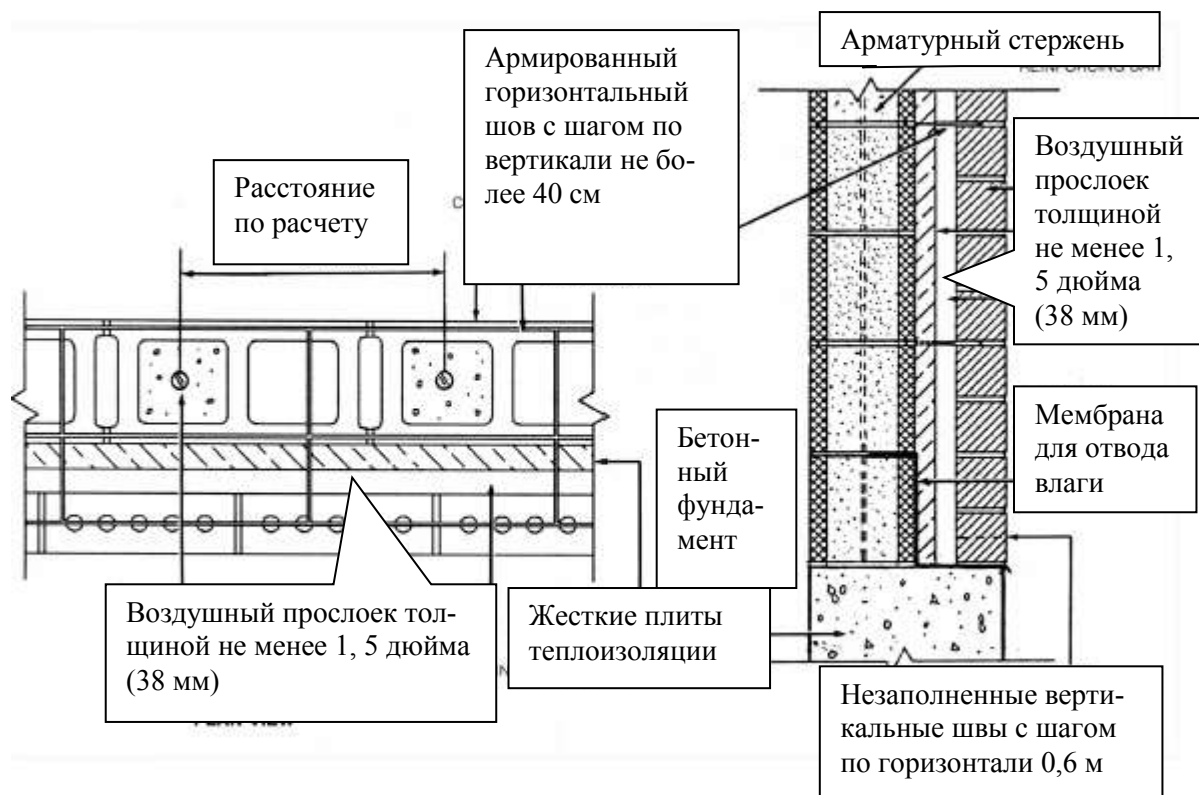 Арматурный стержень
Армированный
горизонтальный
шов с шагом по
вертикали не бо-
лее 40 см
Расстояние
по расчету
Воздушный
прослоек
толщиной
не менее 1,
5 дюйма
(38 мм)
Мембрана
для отвода
влаги
Бетон-
ный
фунда-
мент
Воздушный прослоек тол-
щиной не менее 1, 5 дюйма
(38 мм)
Жесткие плиты
теплоизоляции
Незаполненные верти-
кальные швы с шагом
по горизонтали 0,6 м